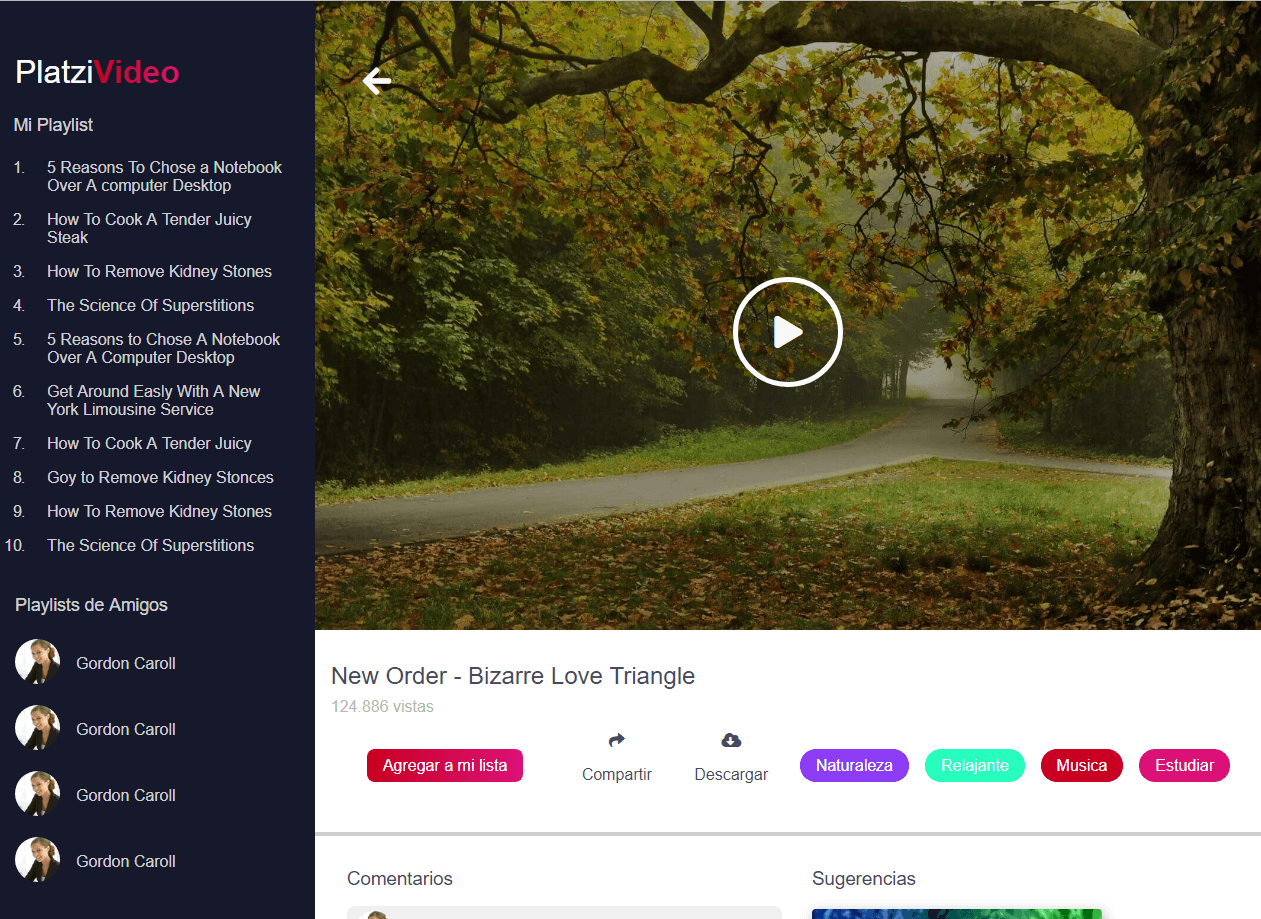 PlatziVideo
Mi Playlist
1. 5 Reasons To Chose a Notebook
Over A computer Desktop
2. How To Cook A Tender Juicy
Steak
3. How To Remove Kidney Stones
4. The Science Of Superstitions
5. 5 Reasons to Chose A Notebook
Over A Computer Desktop
6. Get Around Easly With A New
York Limousine Service
7. How To Cook A Tender Juicy
8. Goy to Remove Kidney Stonces
9. How To Remove Kidney Stones
10. The Science Of Superstitions
Playlists de Amigos
Gordon Caroll
Gordon Caroll
Gordon Caroll
Gordon Caroll
New Order - Bizarre Love Triangle
124.886 vistas
Agregar a mi lista
Compartir
Descargar
Naturaleza
Relajante
Musica
Estudiar
Comentarios
Sugerencias